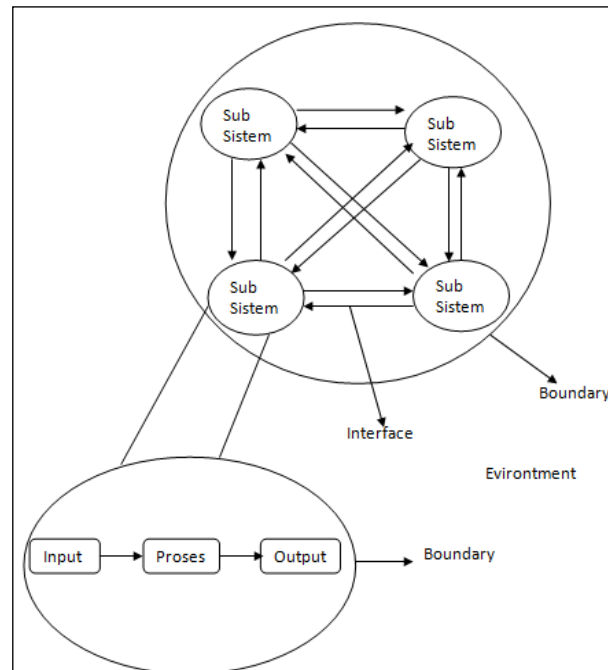 Sub
Sistem
Sub
Sistem
Sub
Sistem
Sub
Sistem
Boundary
Interface
Evirontment
Input
Proses
Output
Boundary